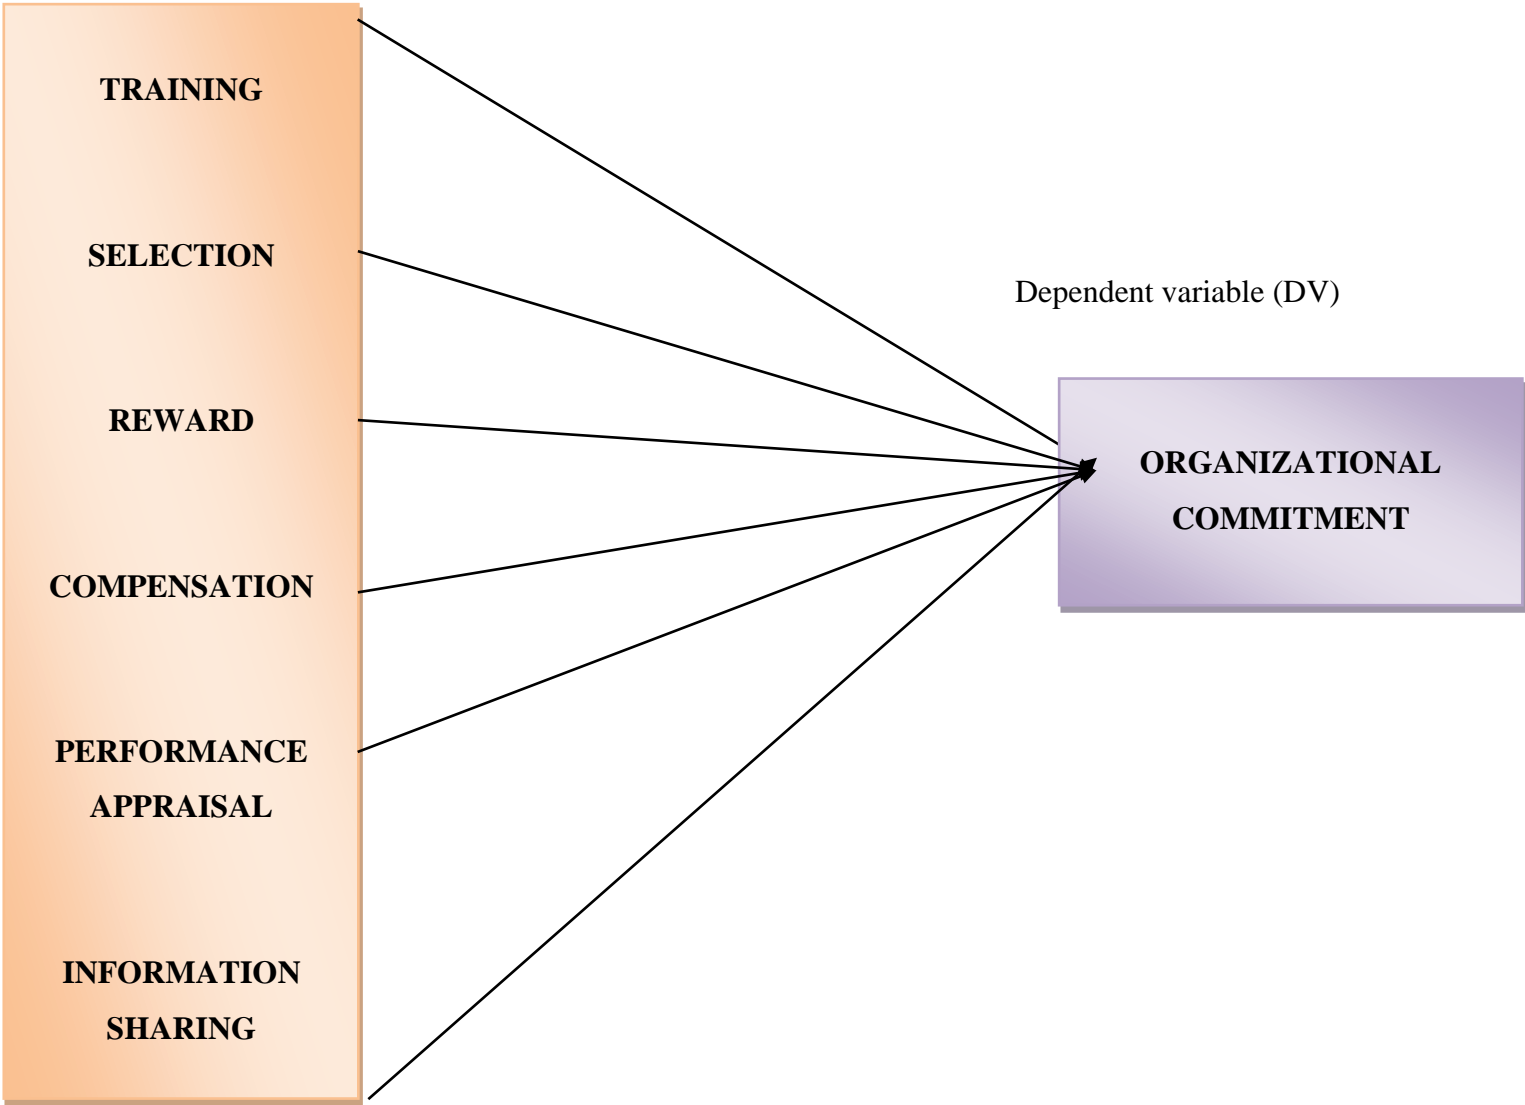 TRAINING
SELECTION
REWARD
COMPENSATION
PERFORMANCE
APPRAISAL
INFORMATION
SHARING
Dependent variable (DV)
ORGANIZATIONAL
COMMITMENT